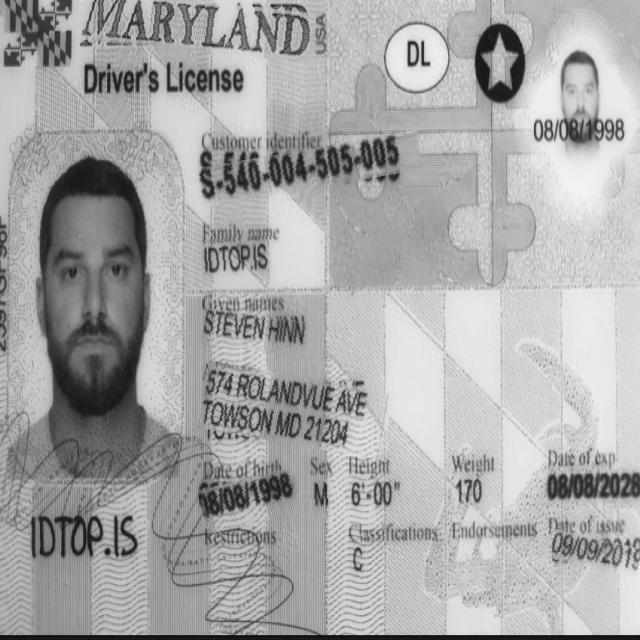 MARYLAND
USA
Driver's License
DL
08/08/1998
Customer identifier
S-540-004-505-005
Family name
IDTOP.IS
Given names
STEVEN HINN
574 ROLANDVUE AVE
TOWSON MD 21204
Date of birth Sex Height Weight Date of exp
08/08/1998 M 6'-00" 170 08/08/2028
Restrictions Classifications Endorsements Date of issue
C 09/09/2019
IDTOP.IS